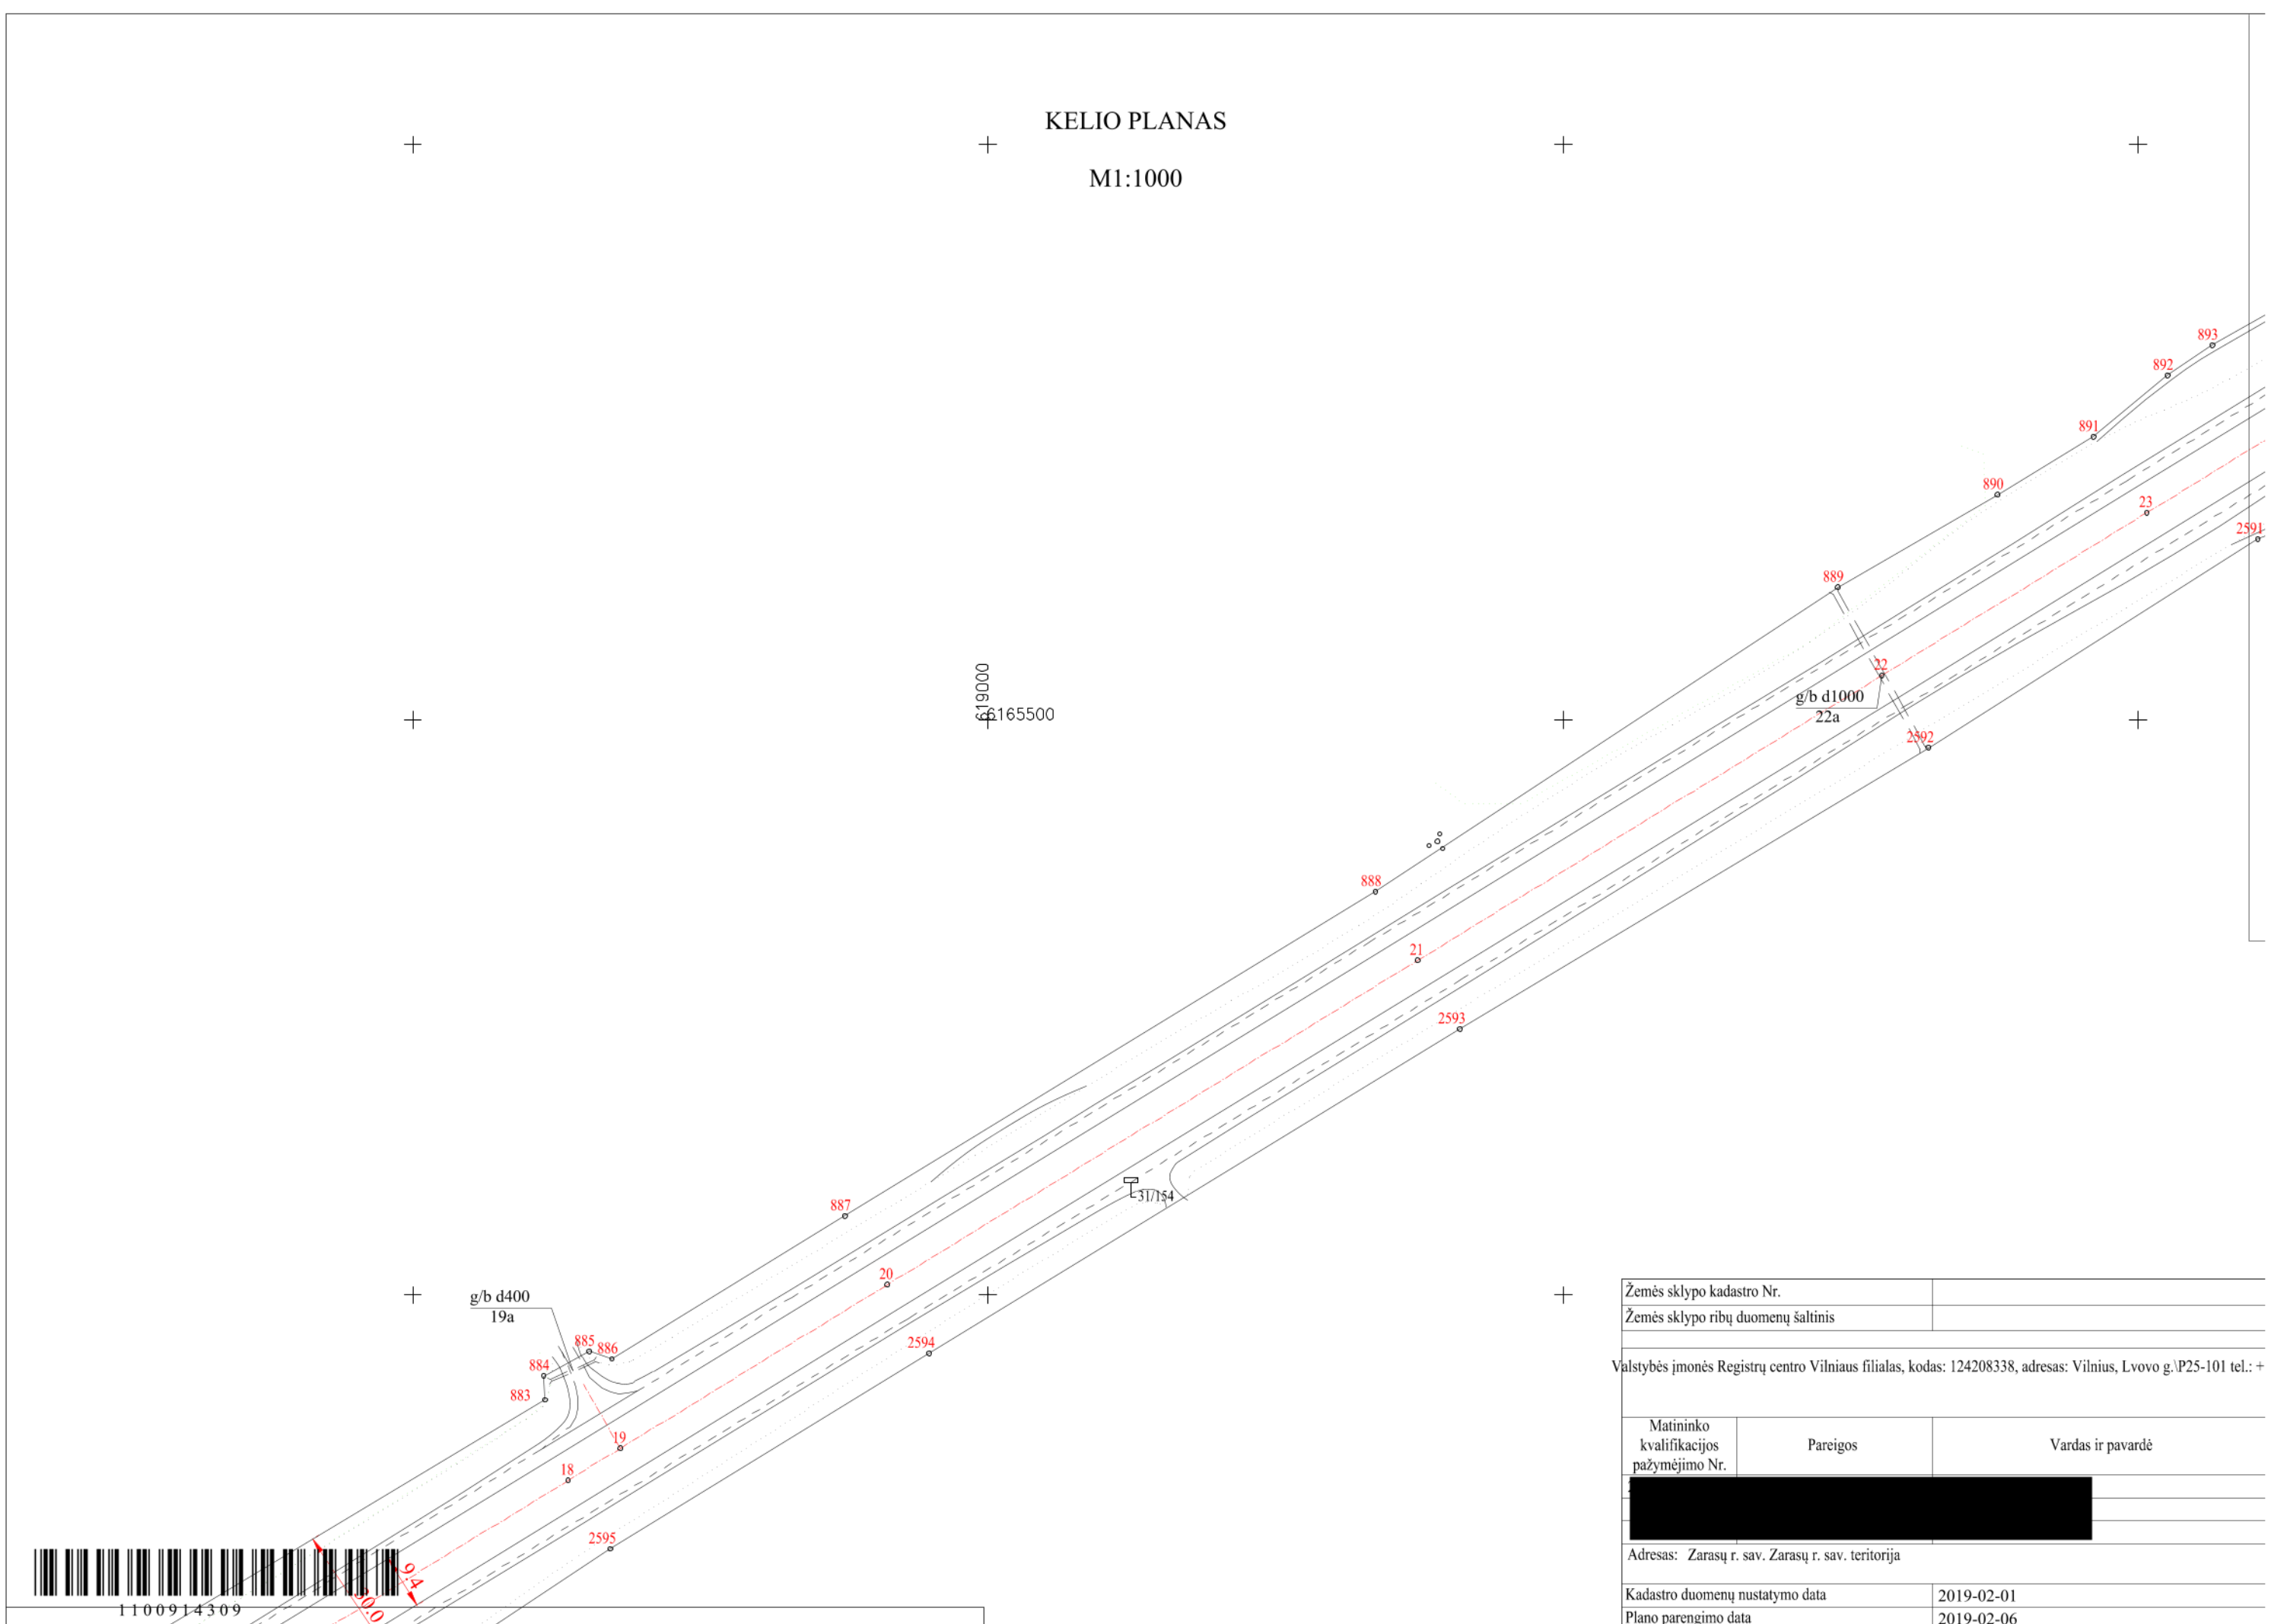 KELIO PLANAS
M1:1000
893
892
891
890
23
2591
889
22
g/b d1000
22a
2592
619000
6165500
888
21
2593
887
31/154
20
g/b d400
19a
2594
885
886
884
883
19
18
2595
9.4
30.0
1100914309
Žemės sklypo kadastro Nr.
Žemės sklypo ribų duomenų šaltinis
Valstybės įmonės Registrų centro Vilniaus filialas, kodas: 124208338, adresas: Vilnius, Lvovo g.\P25-101 tel.: +
Matininko kvalifikacijos pažymėjimo Nr.
Pareigos
Vardas ir pavardė
Adresas: Zarasų r. sav. Zarasų r. sav. teritorija
Kadastro duomenų nustatymo data 2019-02-01
Plano parengimo data 2019-02-06